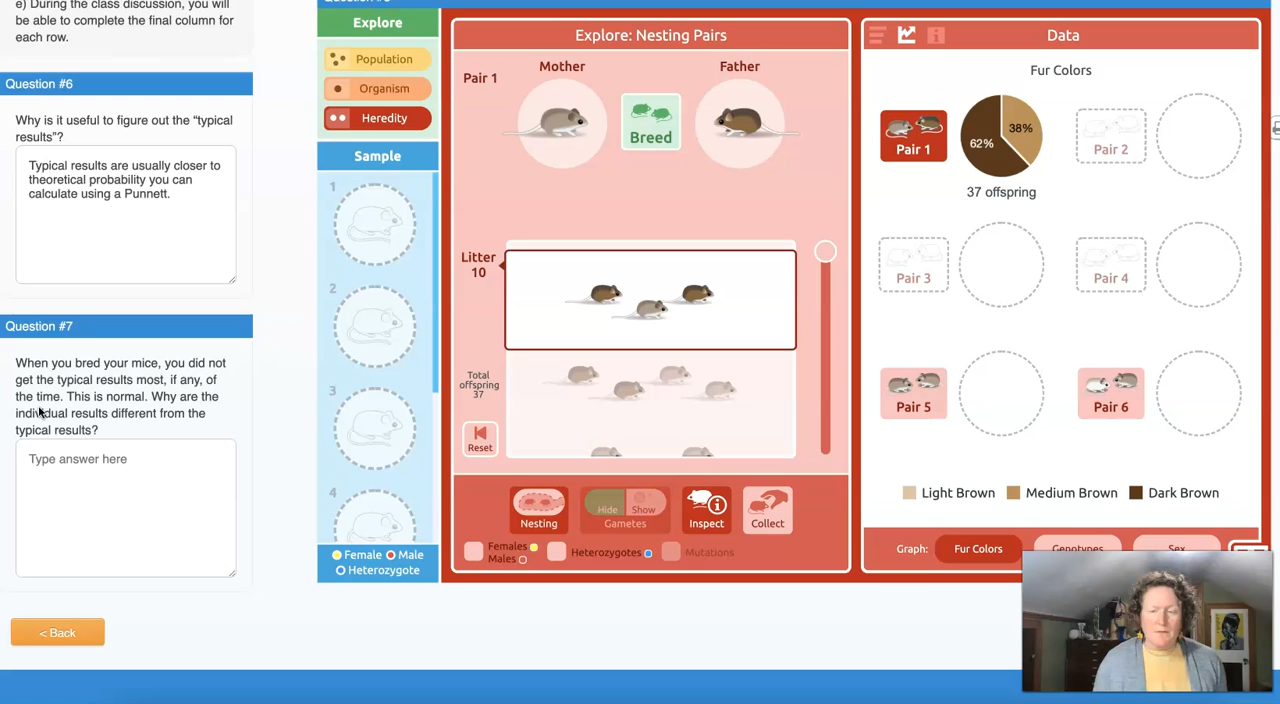 e) During the class discussion, you will
be able to complete the final column for
each row.
Question #6
Why is it useful to figure out the “typical
results”?
Typical results are usually closer to
theoretical probability you can
calculate using a Punnett.
Question #7
When you bred your mice, you did not
get the typical results most, if any, of
the time. This is normal. Why are the
individual results different from the
typical results?
Type answer here
< Back
Explore
Population
Organism
Heredity
Sample
1
2
3
4
Female Male
Heterozygote
Explore: Nesting Pairs
Pair 1
Mother
Father
Breed
Litter
10
Total
offspring
37
Reset
Nesting
Hide
Show
Gametes
Inspect
Collect
Females
Males
Heterozygotes
Mutations
Data
Fur Colors
Pair 1
62%
38%
37 offspring
Pair 2
Pair 3
Pair 4
Pair 5
Pair 6
Light Brown Medium Brown Dark Brown
Graph:
Fur Colors
Genotypes
Sex